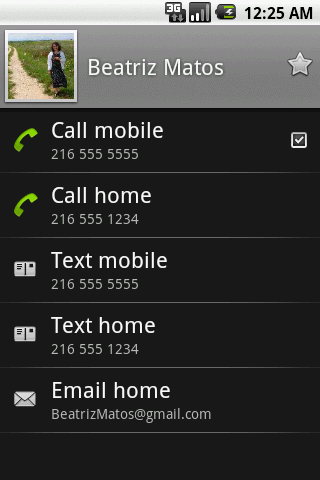 3G
12:25 AM
Beatriz Matos
Call mobile
216 555 5555
Call home
216 555 1234
Text mobile
216 555 5555
Text home
216 555 1234
Email home
BeatrizMatos@gmail.com